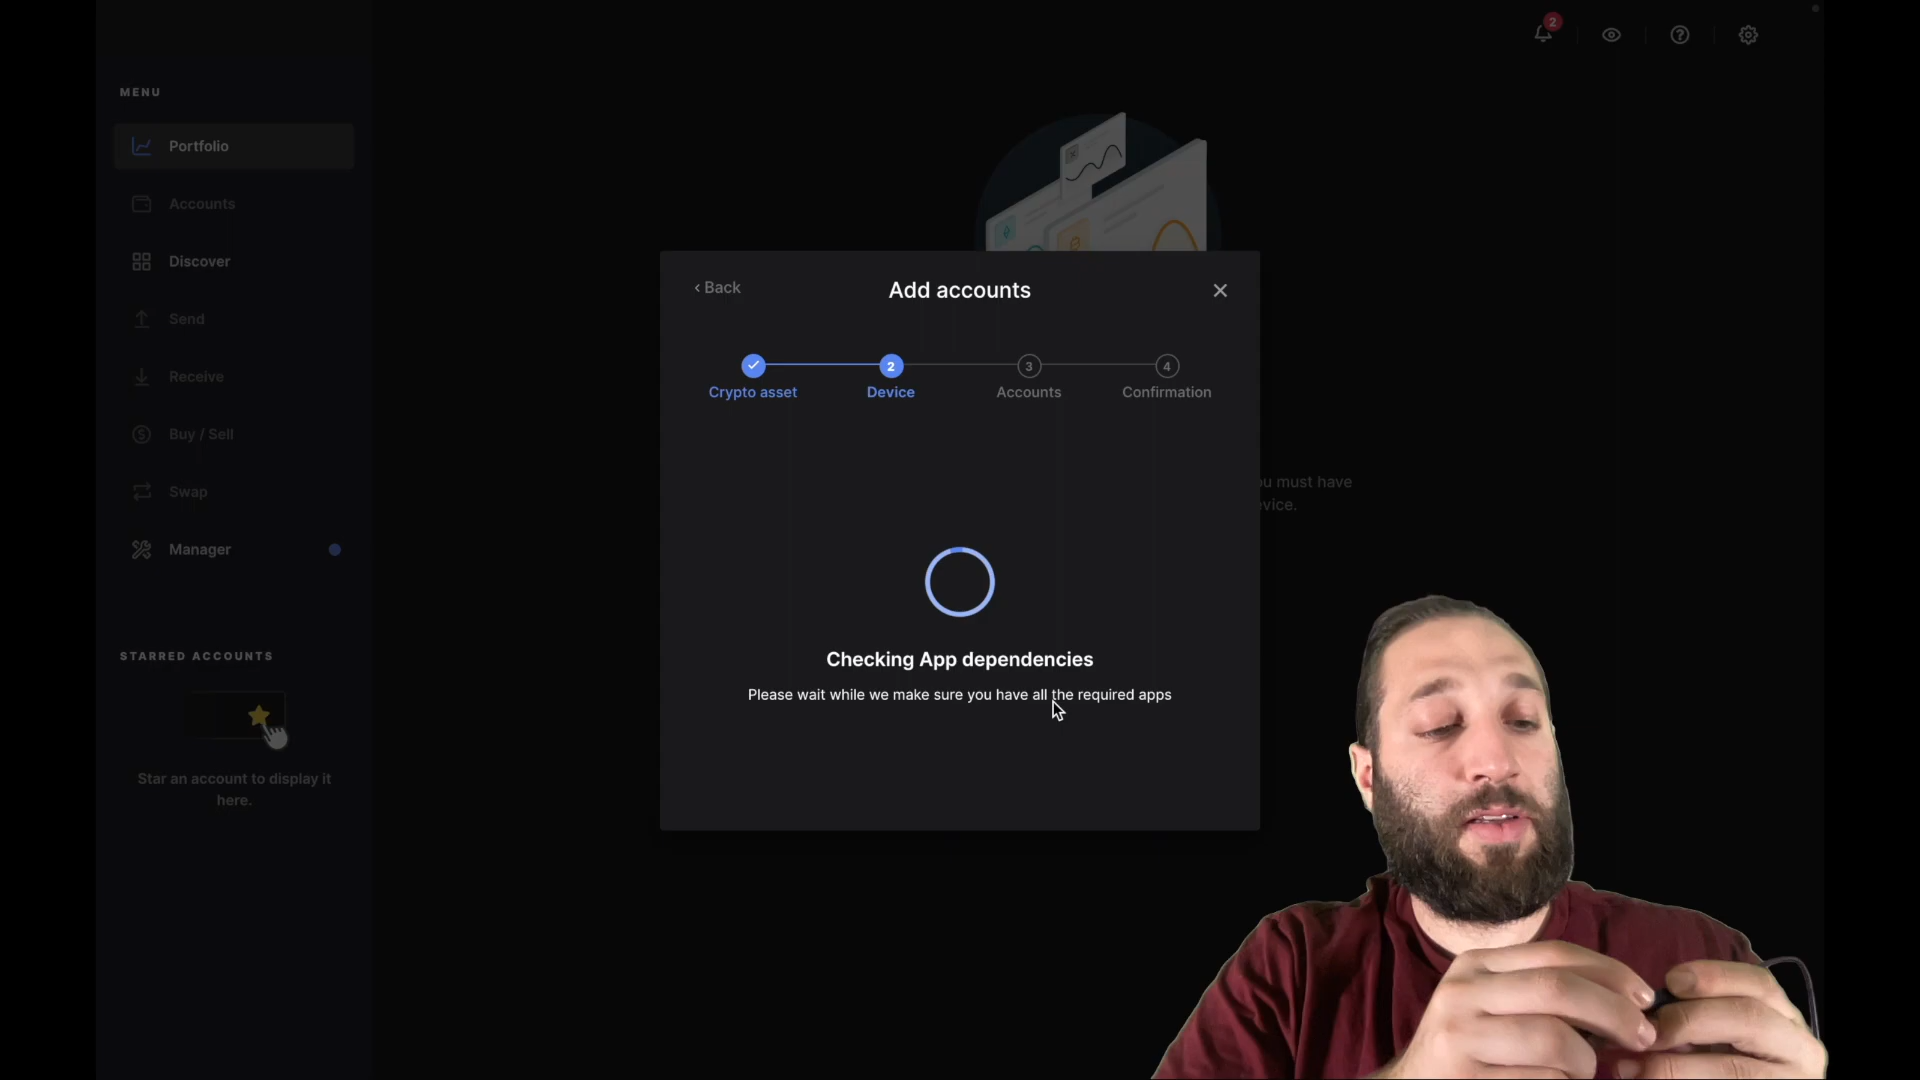 2
MENU
Portfolio
Accounts
Discover
Send
Receive
Buy / Sell
Swap
Manager
STARRED ACCOUNTS
Star an account to display it
here.
Back
Add accounts
2
3
4
Crypto asset
Device
Accounts
Confirmation
Checking App dependencies
Please wait while we make sure you have all the required apps
must have